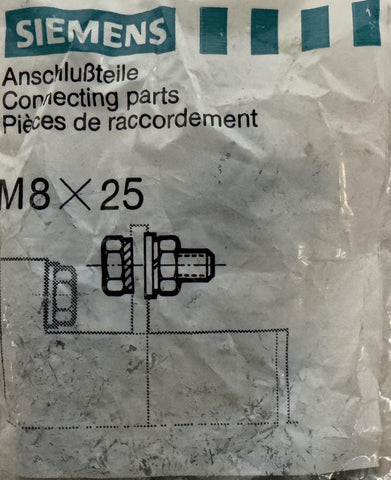 SIEMENS
Anschlußteile
Connecting parts
Pièces de raccordement
M8×25